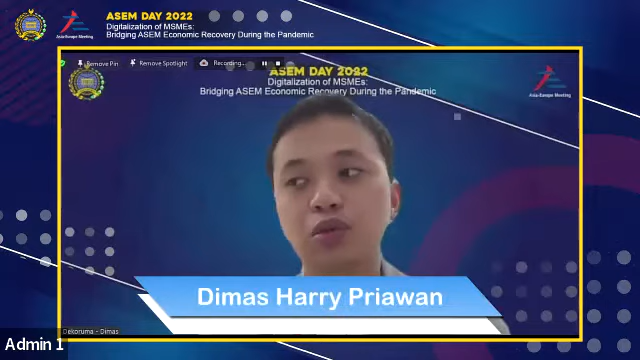 ASEM DAY 2022
Digitalization of MSMEs:
Bridging ASEM Economic Recovery During the Pandemic
Asia-Europe Meeting
Remove Pin
Remove Spotlight
Recording...
ASEM DAY 2022
Digitalization of MSMEs:
Bridging ASEM Economic Recovery During the Pandemic
Asia-Europe Meeting
Dimas Harry Priawan
Dekoruma - Dimas
Admin 1